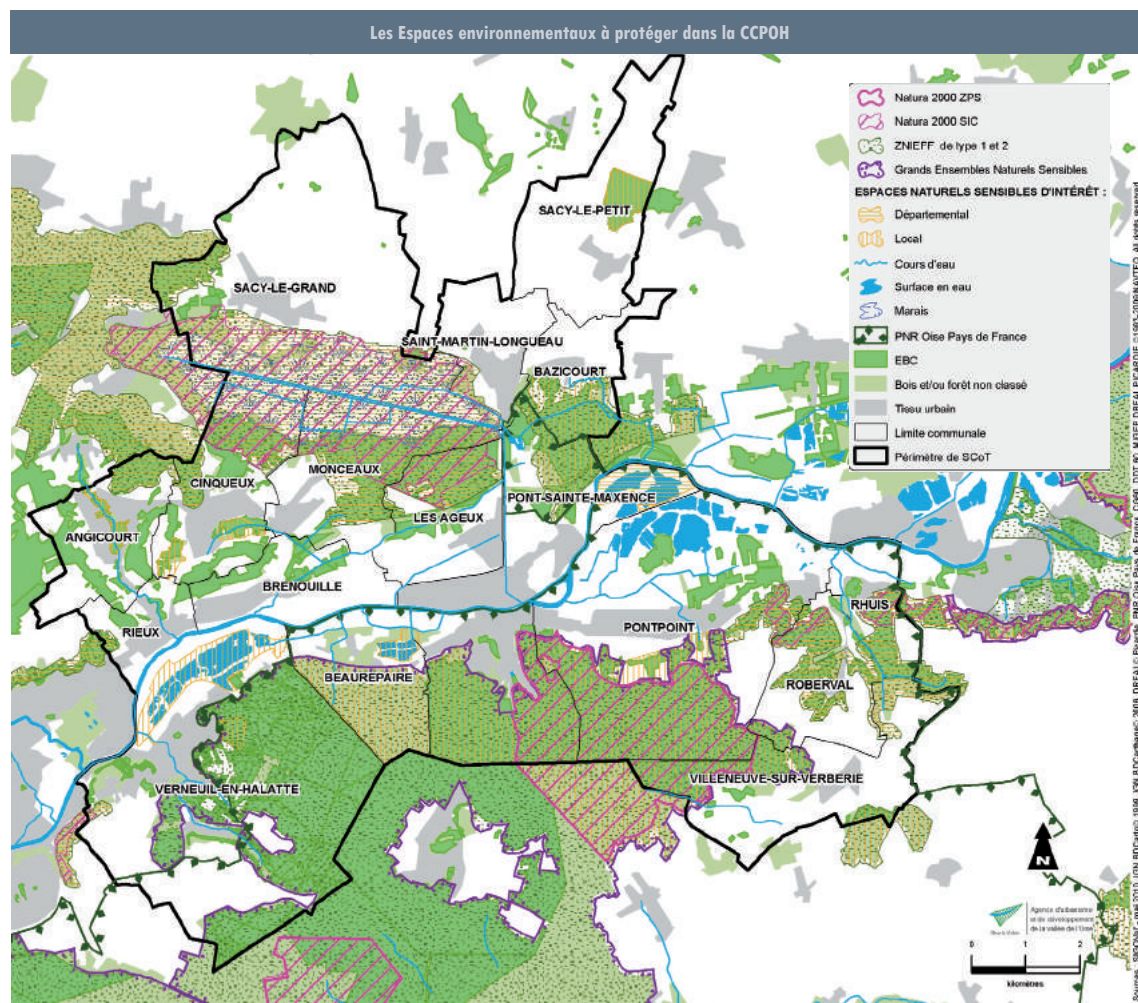 Les Espaces environnementaux à protéger dans la CCPOH
Natura 2000 ZPS
Natura 2000 SIC
ZNIEFF de type 1 et 2
Grands Ensembles Naturels Sensibles
ESPACES NATURELS SENSIBLES D'INTÉRÊT :
Départemental
Local
Cours d'eau
Surface en eau
Marais
PNR Oise Pays de France
EBC
Bois et/ou forêt non classé
Tissu urbain
Limite communale
Périmètre de SCoT
SACY-LE-PETIT
SACY-LE-GRAND
SAINT-MARTIN-LONGUEAU
BAZICOURT
MONCEAUX
CINQUEUX
PONT-SAINTE-MAXENCE
LES AGEUX
ANGICOURT
BRENOUILLE
RHUIS
RIEUX
PONTPOINT
BEAUREPAIRE
ROBERVAL
VILLENEUVE-SUR-VERBERIE
VERNEUIL-EN-HALATTE
N
Agence d'urbanisme
et de développement
de la vallée de l'Oise
0 1 2
kilomètres